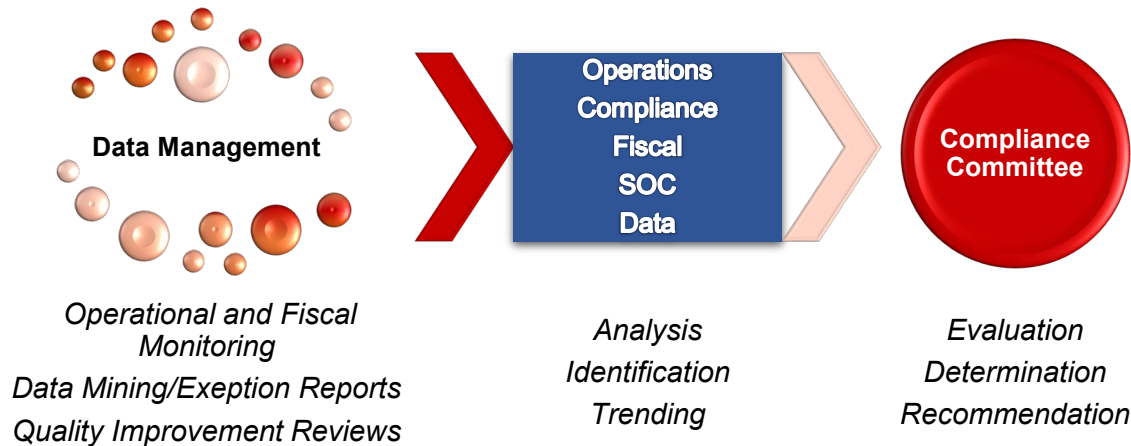 Data Management
Operational and Fiscal
Monitoring
Data Mining/Exeption Reports
Quality Improvement Reviews
Operations
Compliance
Fiscal
SOC
Data
Analysis
Identification
Trending
Compliance
Committee
Evaluation
Determination
Recommendation